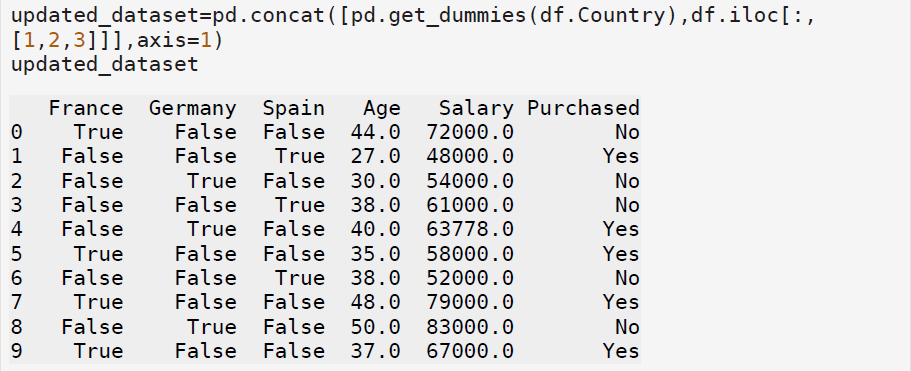 updated_dataset=pd.concat([pd.get_dummies(df.Country),df.iloc[:,
[1,2,3]]],axis=1)
updated_dataset
France Germany Spain Age Salary Purchased
0 True False False 44.0 72000.0 No
1 False False True 27.0 48000.0 Yes
2 False True False 30.0 54000.0 No
3 False False True 38.0 61000.0 No
4 False True False 40.0 63778.0 Yes
5 True False False 35.0 58000.0 Yes
6 False False True 38.0 52000.0 No
7 True False False 48.0 79000.0 Yes
8 False True False 50.0 83000.0 No
9 True False False 37.0 67000.0 Yes